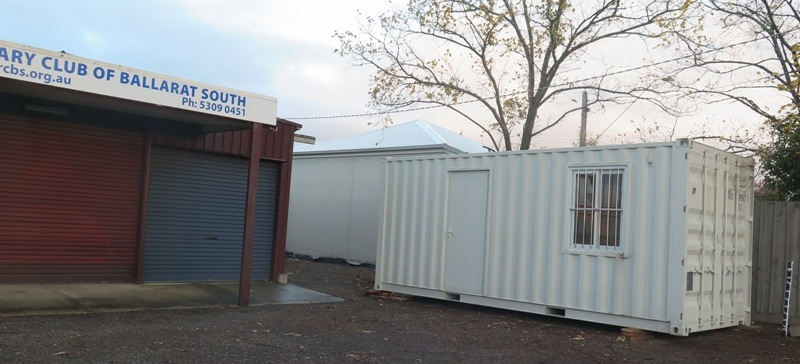 ARY CLUB OF BALLARAT SOUTH
rcbs.org.au
Ph: 5309 0451